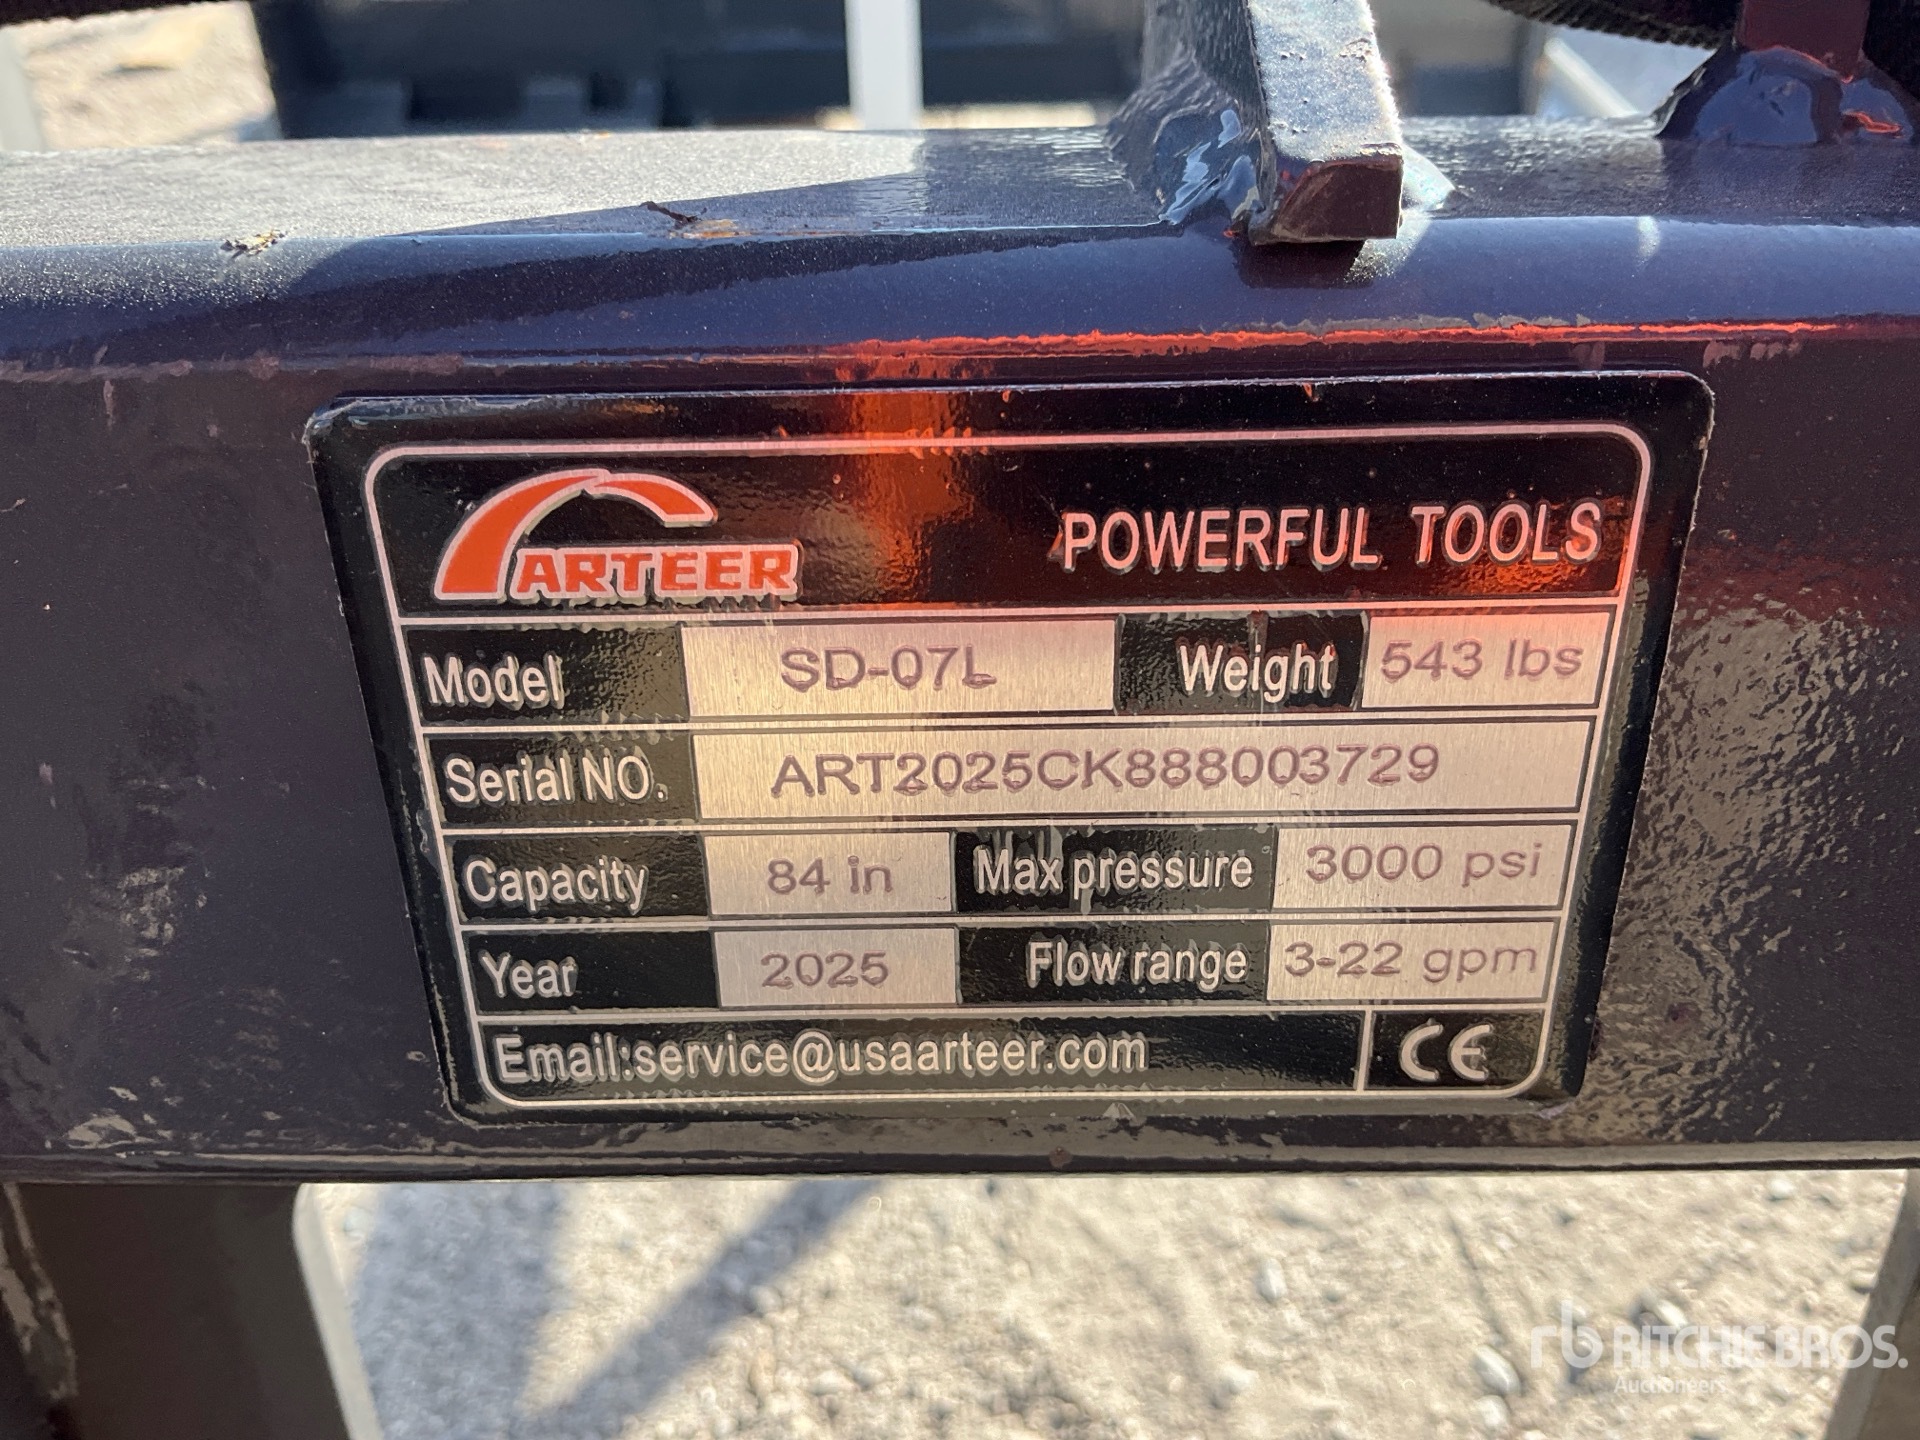 ARTEER POWERFUL TOOLS
Model SD-07L Weight 543 lbs
Serial NO. ART2025CK888003729
Capacity 84 in Max pressure 3000 psi
Year 2025 Flow range 3-22 gpm
Email:service@usaarteer.com CE
rb RITCHIE BROS.
Auctioneers